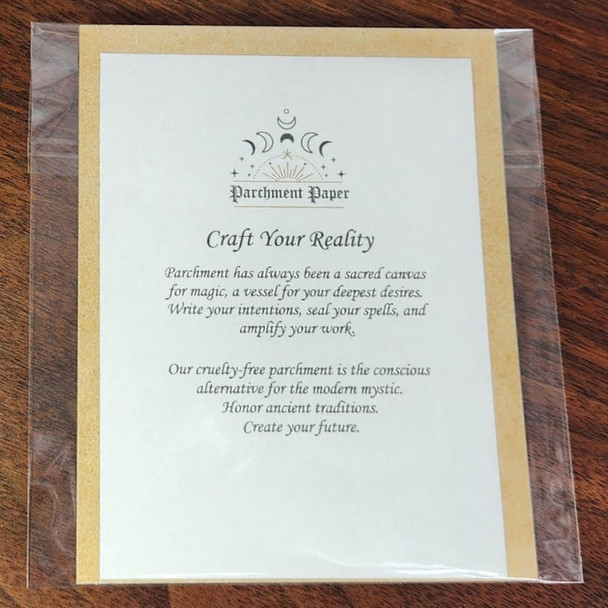 Parchment Paper
Craft Your Reality
Parchment has always been a sacred canvas
for magic, a vessel for your deepest desires.
Write your intentions, seal your spells, and
amplify your work.
Our cruelty-free parchment is the conscious
alternative for the modern mystic.
Honor ancient traditions.
Create your future.